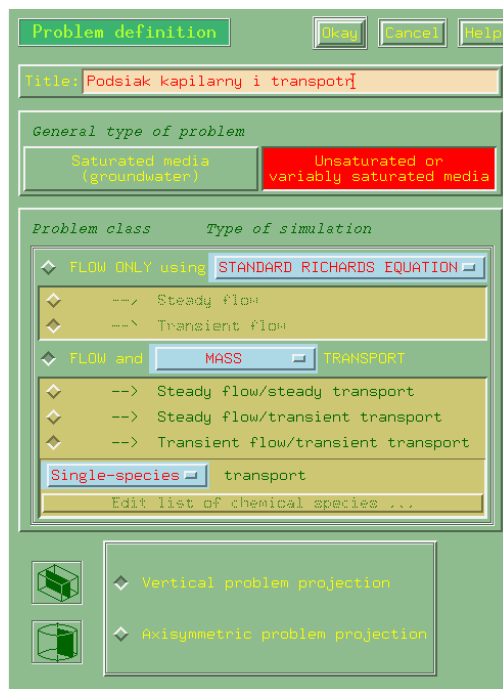 Problem definition
Okay
Cancel
Help
Title: Podsiak kapilarny i transpotr
General type of problem
Saturated media
(groundwater)
Unsaturated or
variably saturated media
Problem class
Type of simulation
FLOW ONLY using STANDARD RICHARDS EQUATION
Steady flow
Transient flow
FLOW and MASS TRANSPORT
--> Steady flow/steady transport
--> Steady flow/transient transport
--> Transient flow/transient transport
Single-species transport
Edit list of chemical species ...
Vertical problem projection
Axisymmetric problem projection